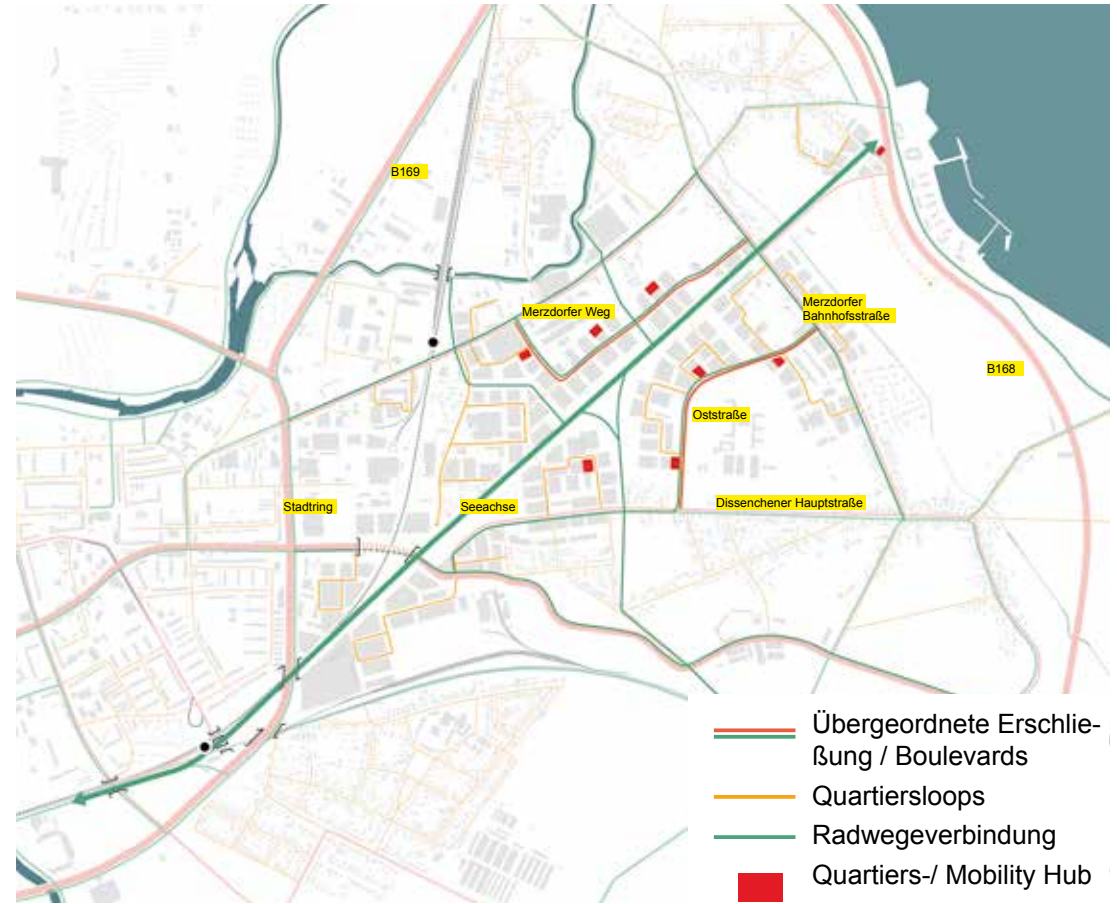 B169
Merzdorfer Weg
Merzdorfer
Bahnhofsstraße
B168
Oststraße
Stadtring
Seeachse
Dissenchener Hauptstraße
Übergeordnete Erschlie-
ßung / Boulevards
Quartiersloops
Radwegeverbindung
Quartiers-/ Mobility Hub